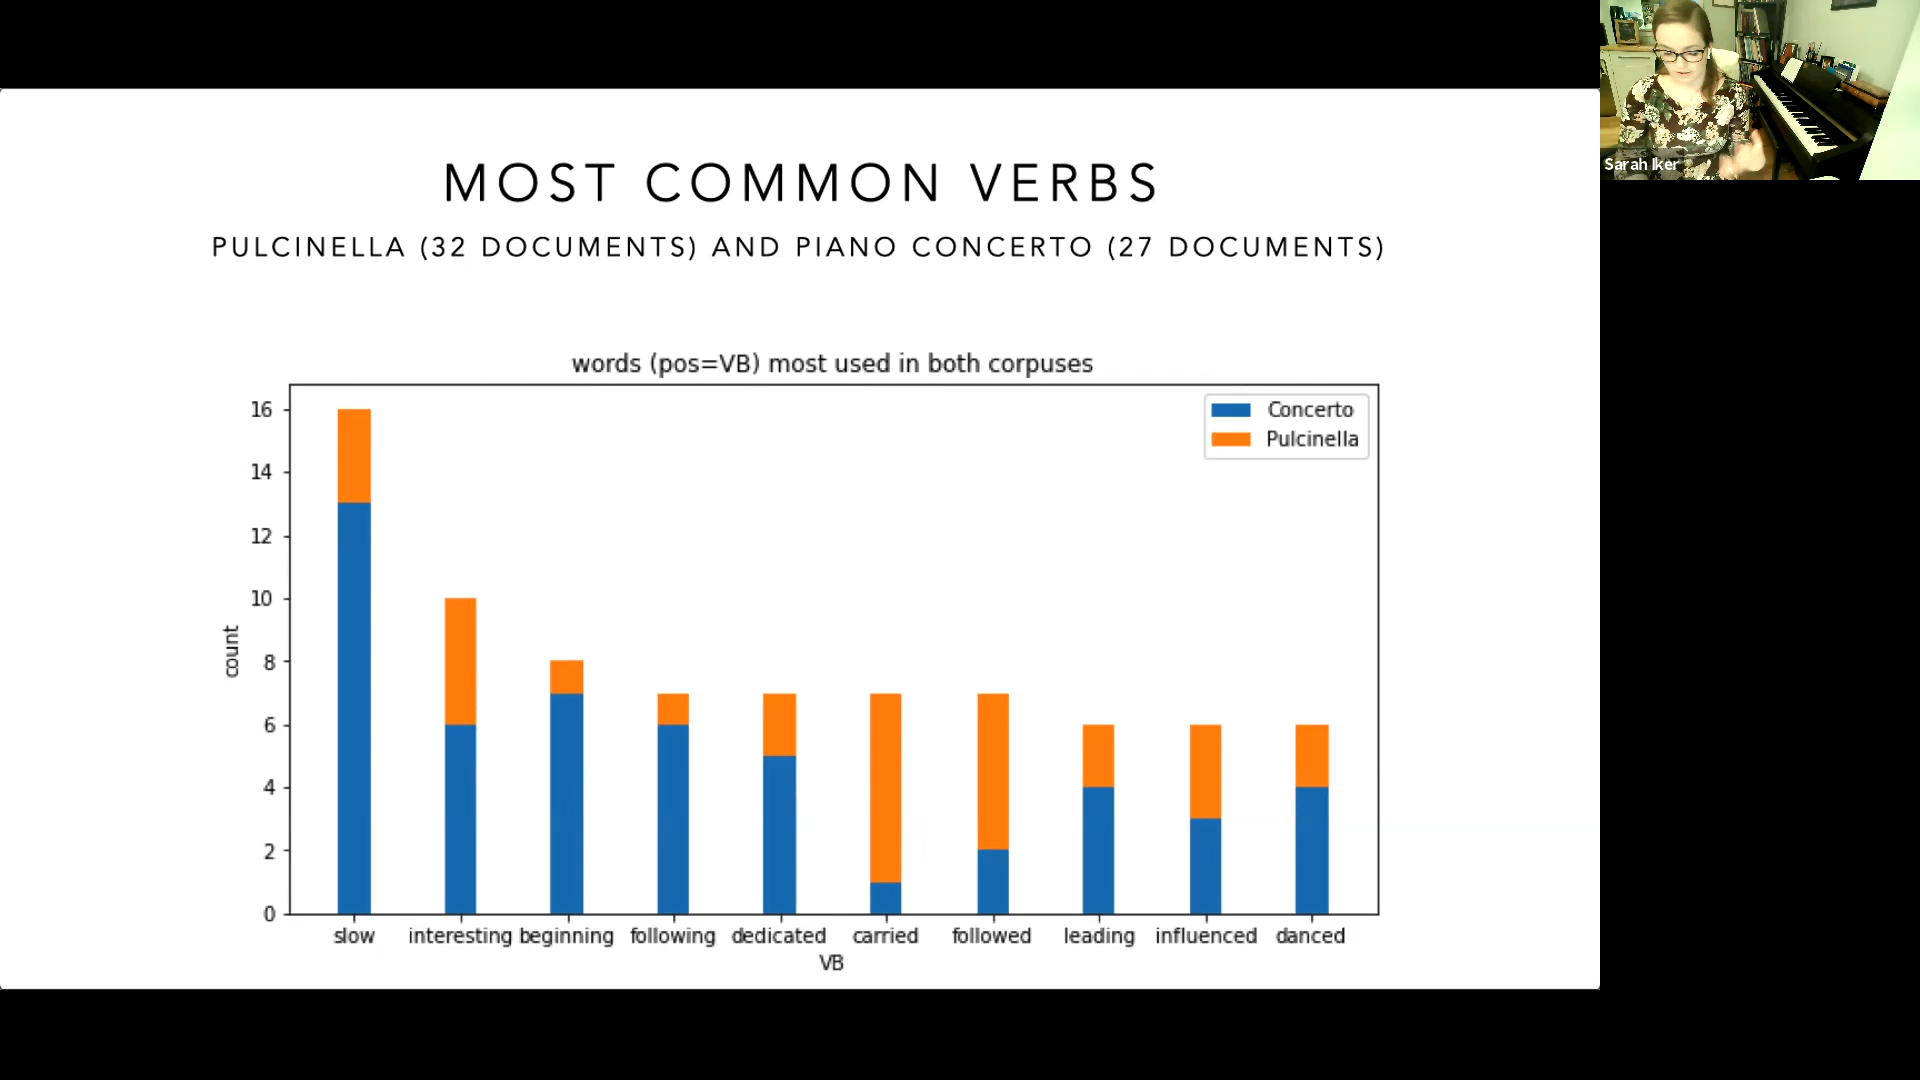 MOST COMMON VERBS
PULCINELLA (32 DOCUMENTS) AND PIANO CONCERTO (27 DOCUMENTS)
words (pos=VB) most used in both corpuses
Concerto
Pulcinella
16
14
12
10
8
6
4
2
0
count
slow interesting beginning following dedicated carried followed leading influenced danced
VB
Sarah Iker